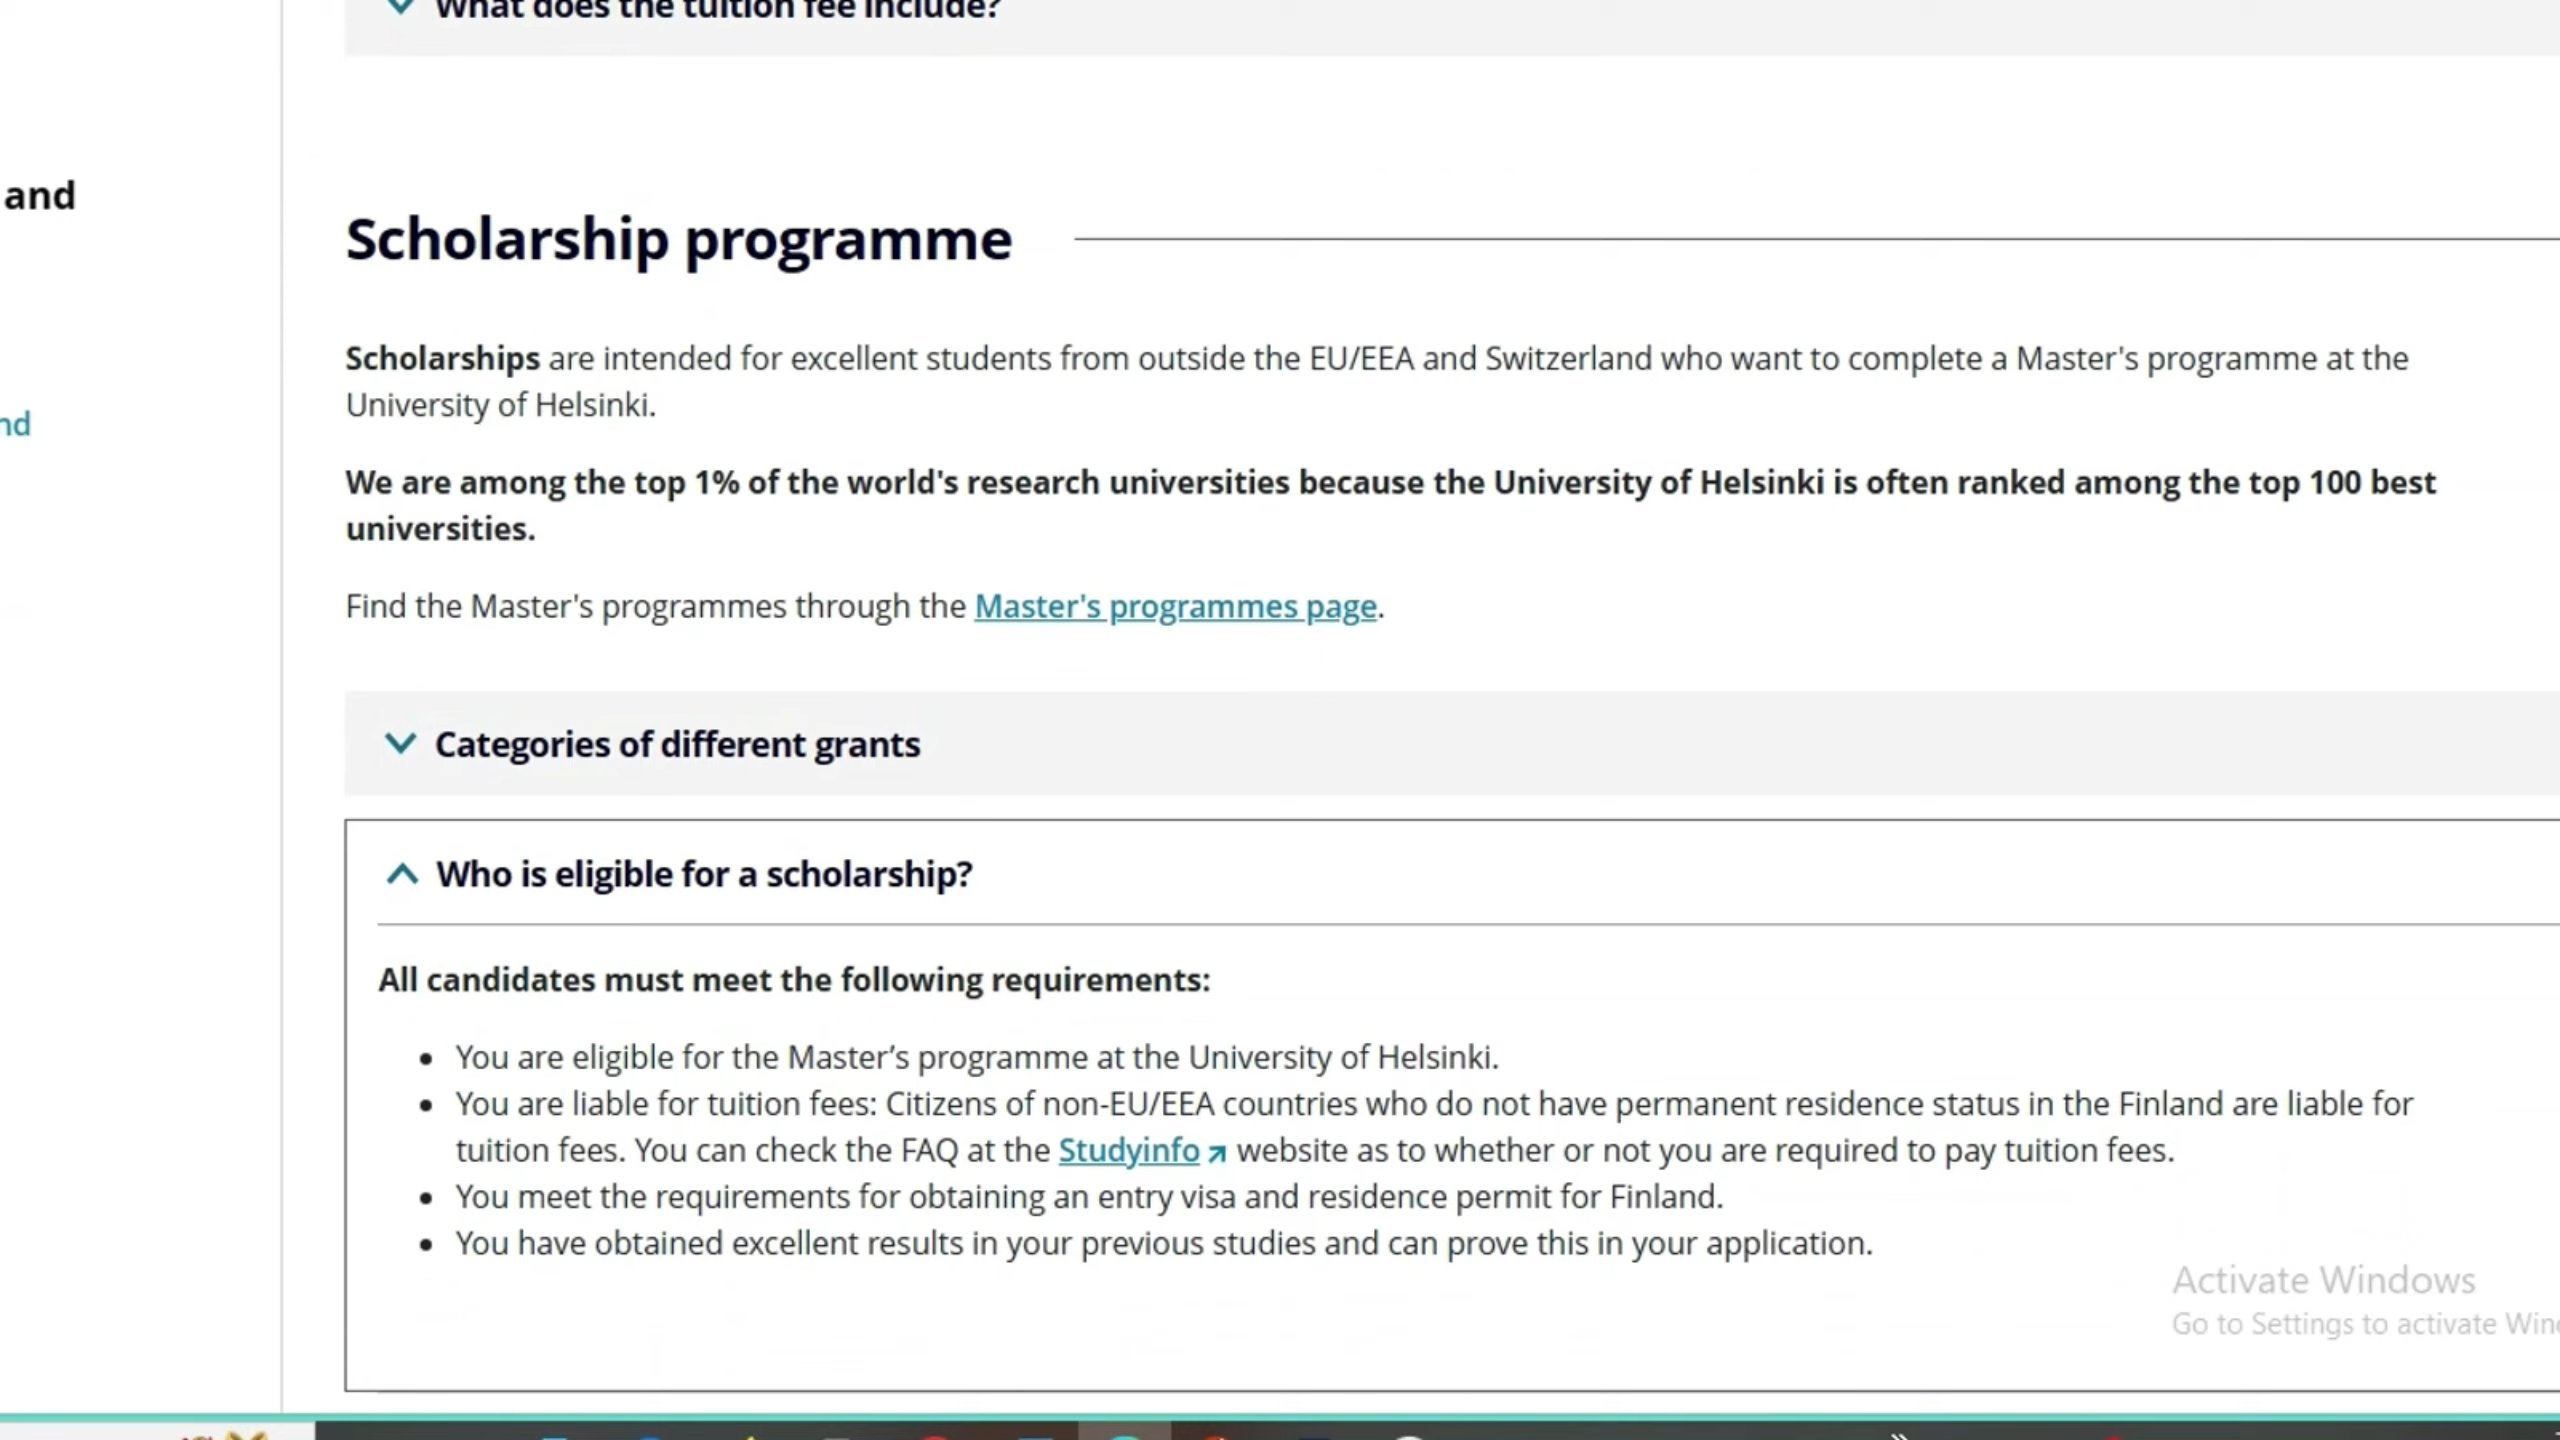 What does the tuition fee include?
and
Scholarship programme
Scholarships are intended for excellent students from outside the EU/EEA and Switzerland who want to complete a Master's programme at the
University of Helsinki.
nd
We are among the top 1% of the world's research universities because the University of Helsinki is often ranked among the top 100 best
universities.
Find the Master's programmes through the Master's programmes page.
Categories of different grants
Who is eligible for a scholarship?
All candidates must meet the following requirements:
• You are eligible for the Master’s programme at the University of Helsinki.
• You are liable for tuition fees: Citizens of non-EU/EEA countries who do not have permanent residence status in the Finland are liable for
tuition fees. You can check the FAQ at the Studyinfo website as to whether or not you are required to pay tuition fees.
• You meet the requirements for obtaining an entry visa and residence permit for Finland.
• You have obtained excellent results in your previous studies and can prove this in your application.
Activate Windows
Go to Settings to activate Win